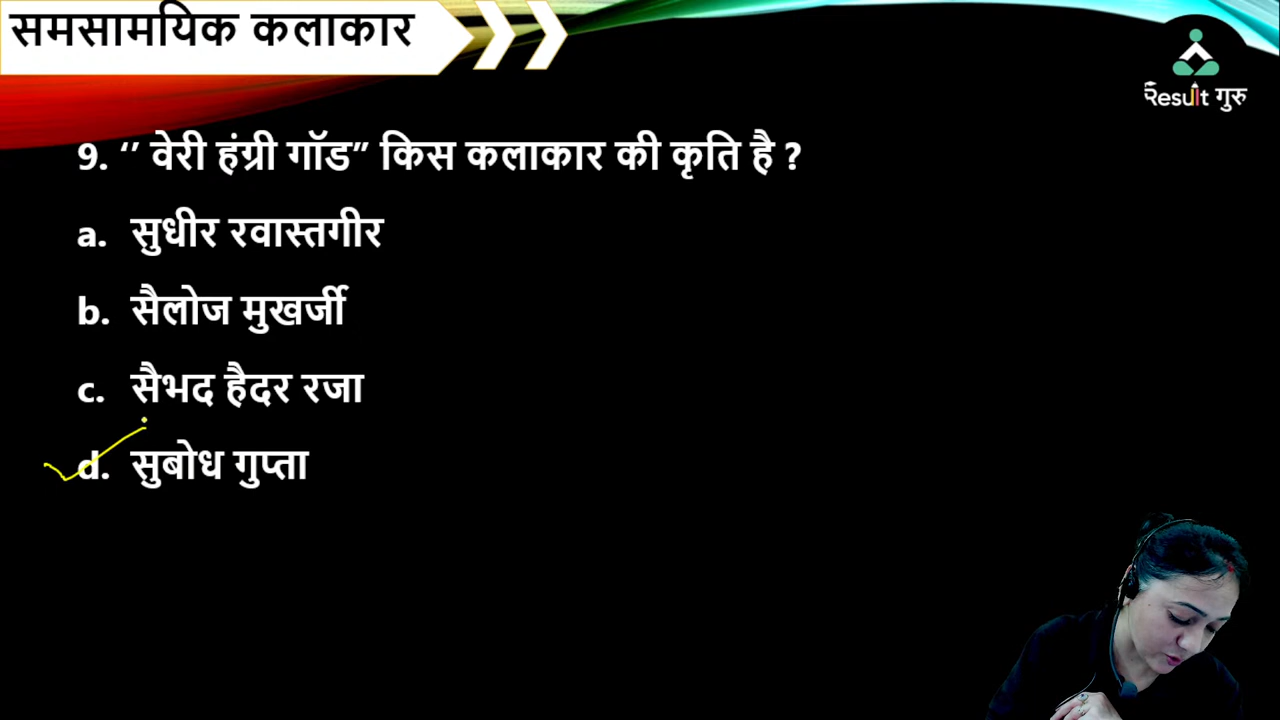 समसामयिक कलाकार
Result गुरु
9. ‘’ वेरी हंग्री गॉड” किस कलाकार की कृति है ?
a. सुधीर रवास्तगीर
b. सैलोज मुखर्जी
c. सैभद हैदर रजा
d. सुबोध गुप्ता